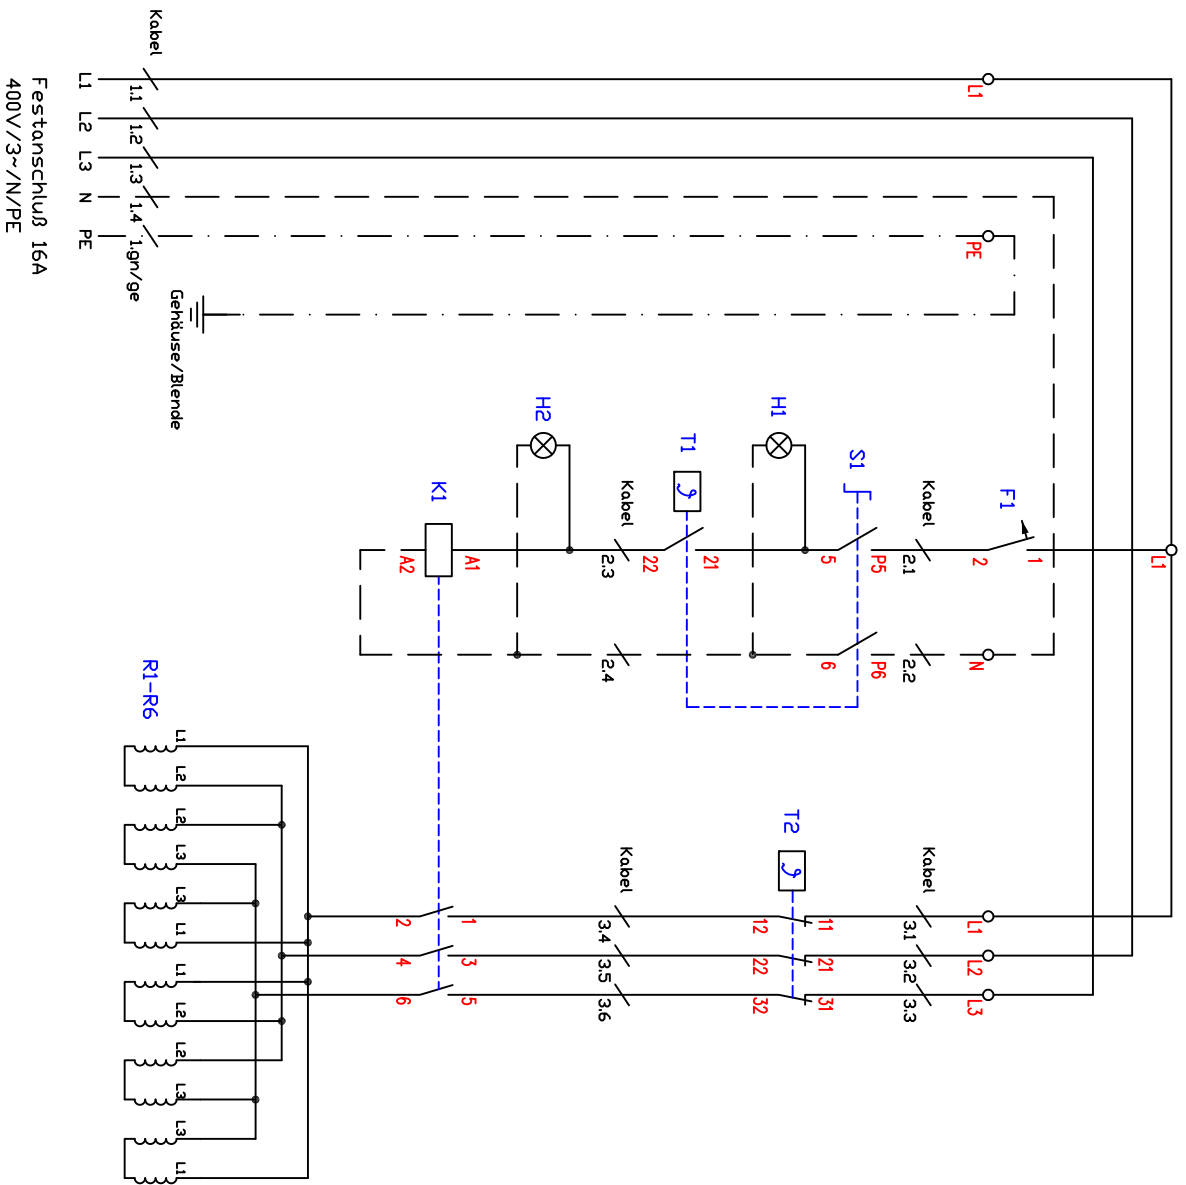 Festanschluß 16A
400V/3~/N/PE
Kabel
L1
1.1
L2
1.2
L3
1.3
N
1.4
PE
1.gn/ge
Gehäuse/Blende
L1
PE
L1
F1
1
2
N
Kabel
2.1
2.2
S1
P5
5
P6
6
H1
T1
21
22
Kabel
2.3
2.4
H2
K1
A1
A2
L1
L2
L3
Kabel
3.1
3.2
3.3
T2
11
12
21
22
31
32
Kabel
3.4
3.5
3.6
1
2
3
4
5
6
R1-R6
L1
L2
L2
L3
L3
L1
L1
L2
L2
L3
L3
L1